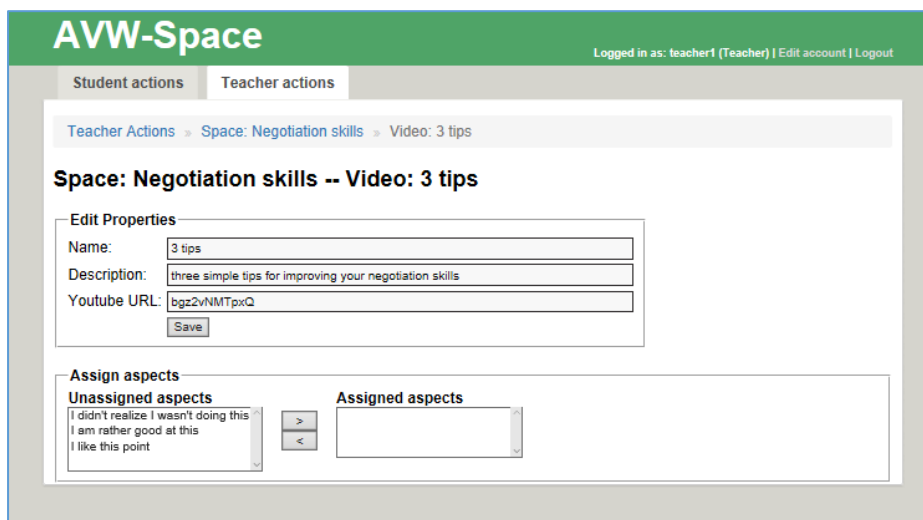 AVW-Space
Logged in as: teacher1 (Teacher) | Edit account | Logout
Student actions Teacher actions
Teacher Actions » Space: Negotiation skills » Video: 3 tips
Space: Negotiation skills -- Video: 3 tips
Edit Properties
Name: 3 tips
Description: three simple tips for improving your negotiation skills
Youtube URL: bgz2vNMTpxQ
Save
Assign aspects
Unassigned aspects Assigned aspects
I didn't realize I wasn't doing this >
I am rather good at this <
I like this point